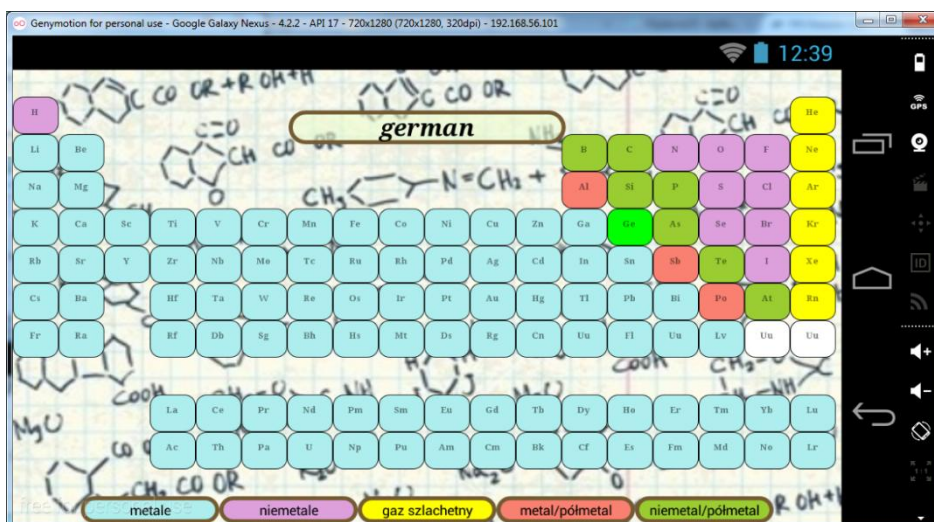 Genymotion for personal use - Google Galaxy Nexus - 4.2.2 - API 17 - 720x1280 (720x1280, 320dpi) - 192.168.56.101
12:39
GPS
ID
german
H He
Li Be B C N O F Ne
Na Mg Al Si P S Cl Ar
K Ca Sc Ti V Cr Mn Fe Co Ni Cu Zn Ga Ge As Se Br Kr
Rb Sr Y Zr Nb Mo Tc Ru Rh Pd Ag Cd In Sn Sb Te I Xe
Cs Ba Hf Ta W Re Os Ir Pt Au Hg Tl Pb Bi Po At Rn
Fr Ra Rf Db Sg Bh Hs Mt Ds Rg Cn Uu Fl Uu Lv Uu Uu
La Ce Pr Nd Pm Sm Eu Gd Tb Dy Ho Er Tm Yb Lu
Ac Th Pa U Np Pu Am Cm Bk Cf Es Fm Md No Lr
metale niemetale gaz szlachetny metal/półmetal niemetal/półmetal